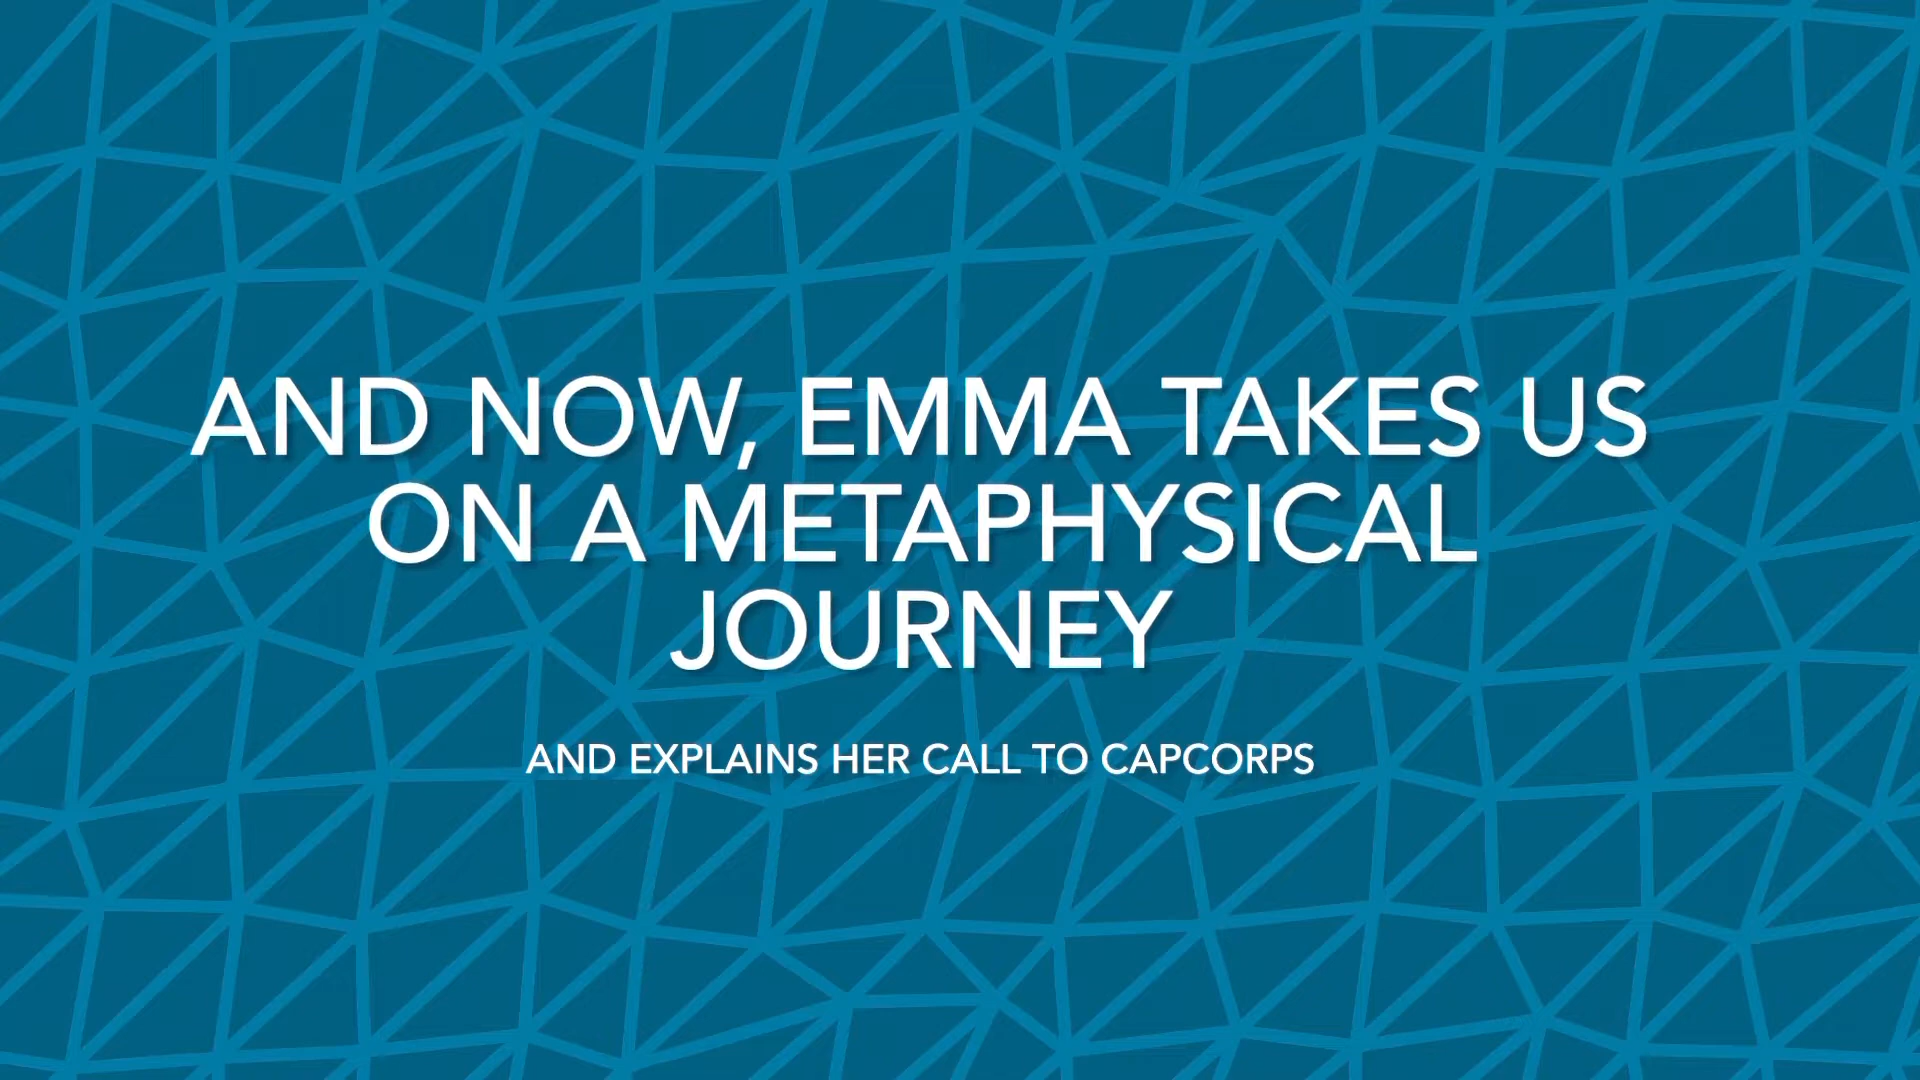 AND NOW, EMMA TAKES US
ON A METAPHYSICAL
JOURNEY
AND EXPLAINS HER CALL TO CAPCORPS